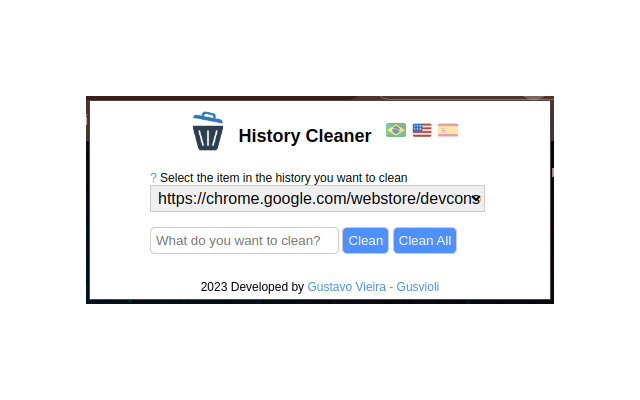 History Cleaner
? Select the item in the history you want to clean
https://chrome.google.com/webstore/devcons
What do you want to clean? Clean Clean All
2023 Developed by Gustavo Vieira - Gusvioli